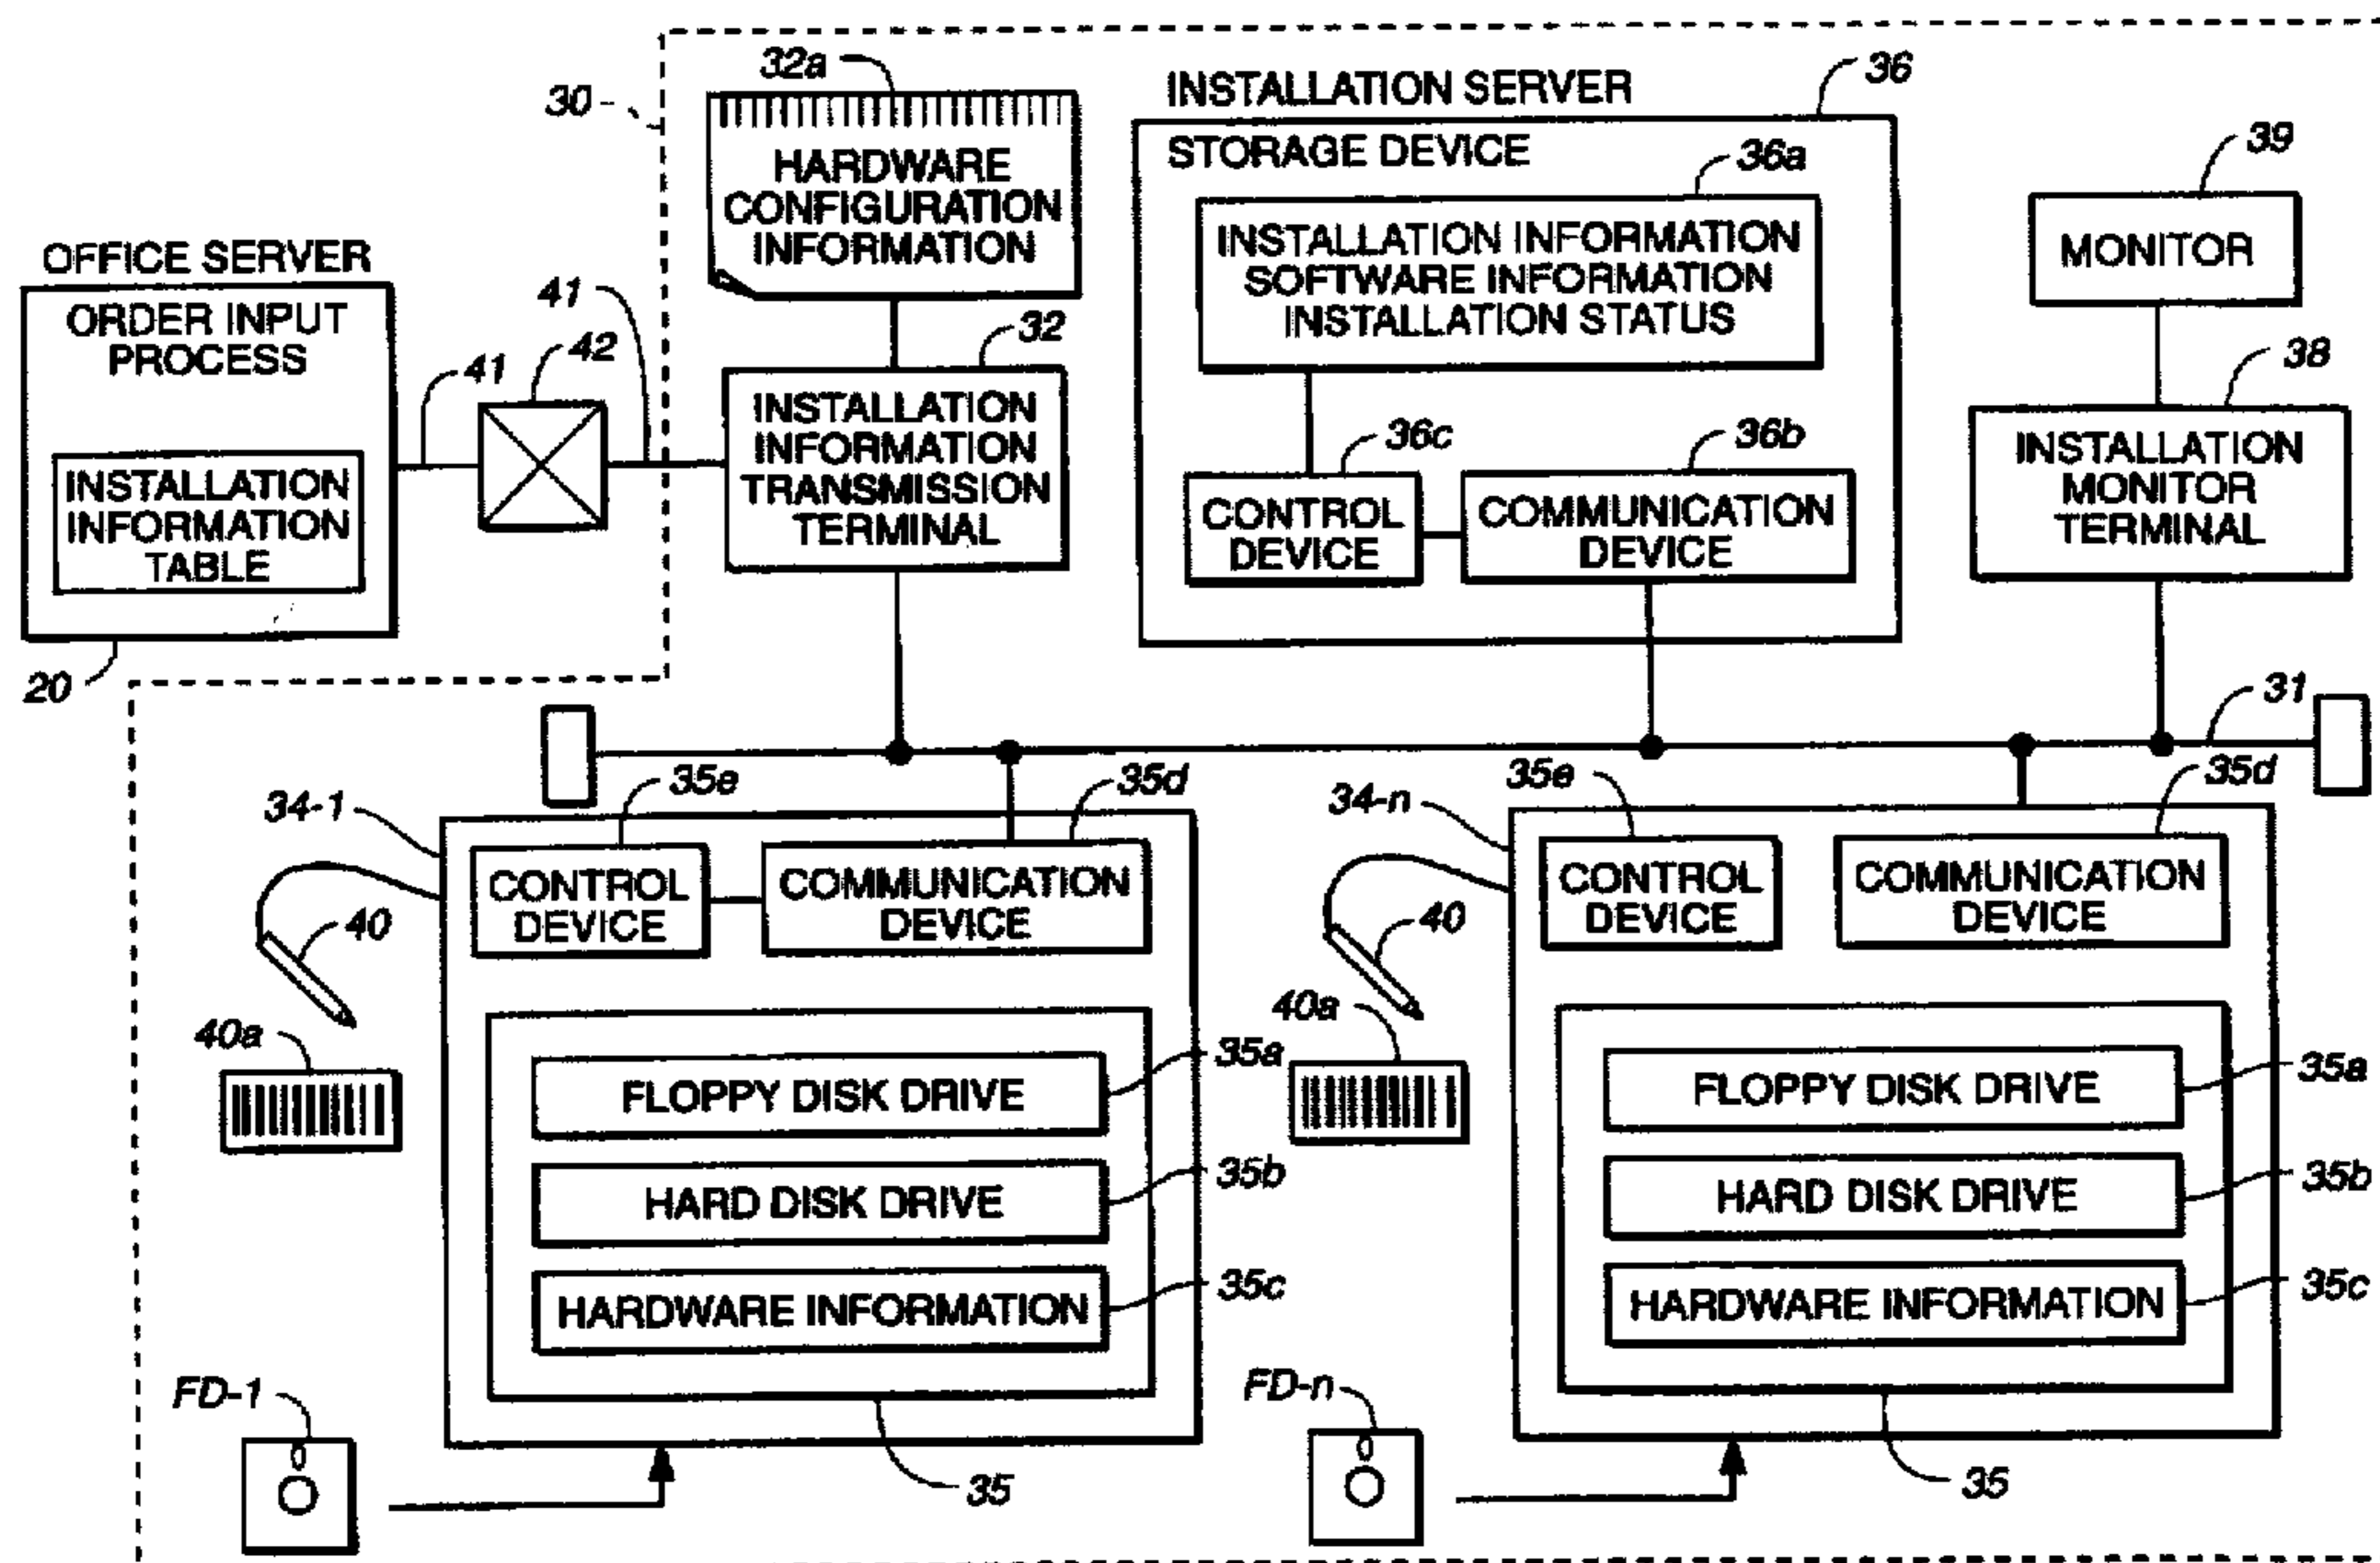 32a
30
INSTALLATION SERVER
36
HARDWARE
CONFIGURATION
INFORMATION
STORAGE DEVICE
36a
INSTALLATION INFORMATION
SOFTWARE INFORMATION
INSTALLATION STATUS
39
MONITOR
OFFICE SERVER
ORDER INPUT
PROCESS
INSTALLATION
INFORMATION
TABLE
20
41
42
41
32
INSTALLATION
INFORMATION
TRANSMISSION
TERMINAL
36c
CONTROL
DEVICE
36b
COMMUNICATION
DEVICE
38
INSTALLATION
MONITOR
TERMINAL
31
34-1
35e
CONTROL
DEVICE
35d
COMMUNICATION
DEVICE
40
40a
FLOPPY DISK DRIVE
35a
HARD DISK DRIVE
35b
HARDWARE INFORMATION
35c
FD-1
35
34-n
35e
CONTROL
DEVICE
35d
COMMUNICATION
DEVICE
40
40a
FLOPPY DISK DRIVE
35a
HARD DISK DRIVE
35b
HARDWARE INFORMATION
35c
FD-n
35